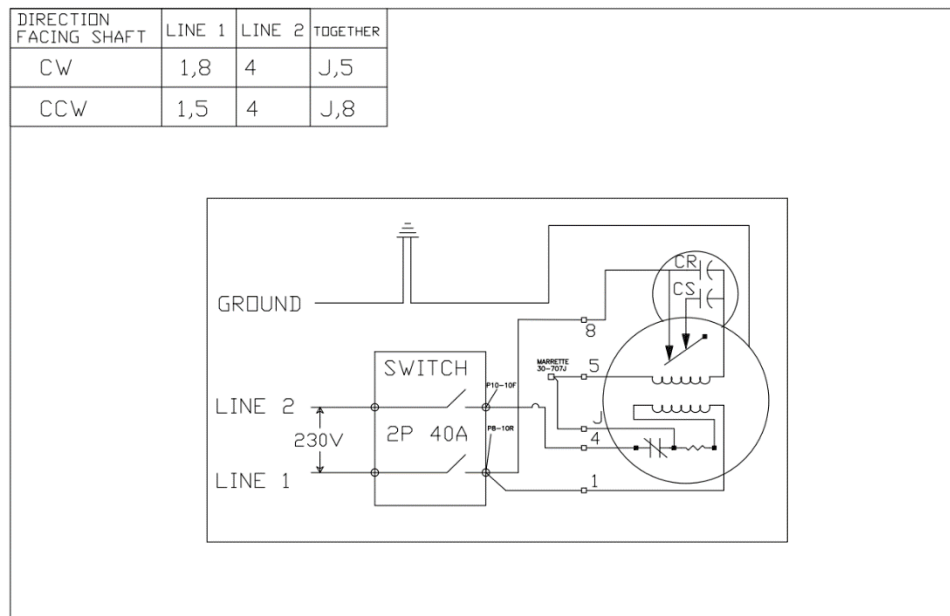 DIRECTION
FACING SHAFT
LINE 1
LINE 2
TOGETHER
CW
1,8
4
J,5
CCW
1,5
4
J,8
GROUND
CR
CS
8
MARRETTE
30-707J
5
SWITCH
P10-10F
LINE 2
J
230V
2P 40A
P8-10R
4
LINE 1
1